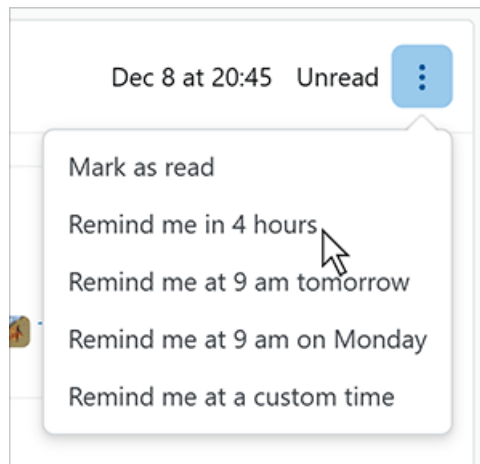 Dec 8 at 20:45 Unread
Mark as read
Remind me in 4 hours
Remind me at 9 am tomorrow
Remind me at 9 am on Monday
Remind me at a custom time